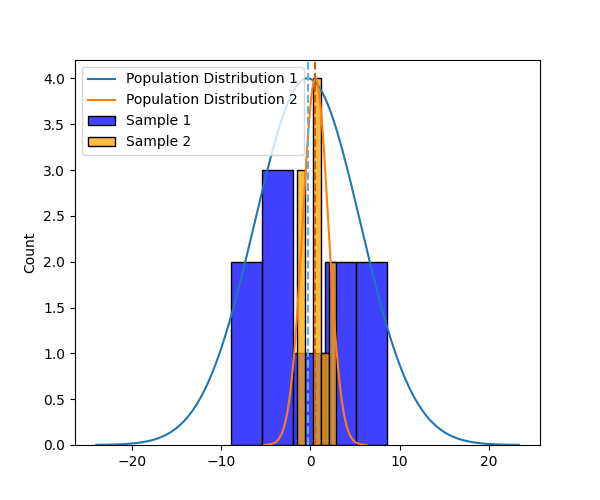 Population Distribution 1
Population Distribution 2
Sample 1
Sample 2
Count
4.0
3.5
3.0
2.5
2.0
1.5
1.0
0.5
0.0
−20 −10 0 10 20